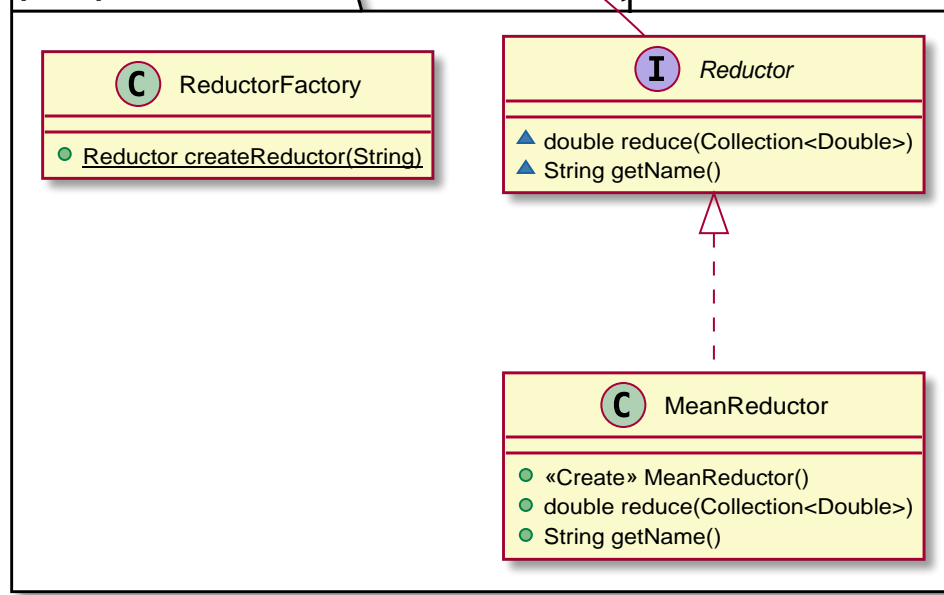 C ReductorFactory
Reductor createReductor(String)
I Reductor
double reduce(Collection<Double>)
String getName()
C MeanReductor
«Create» MeanReductor()
double reduce(Collection<Double>)
String getName()